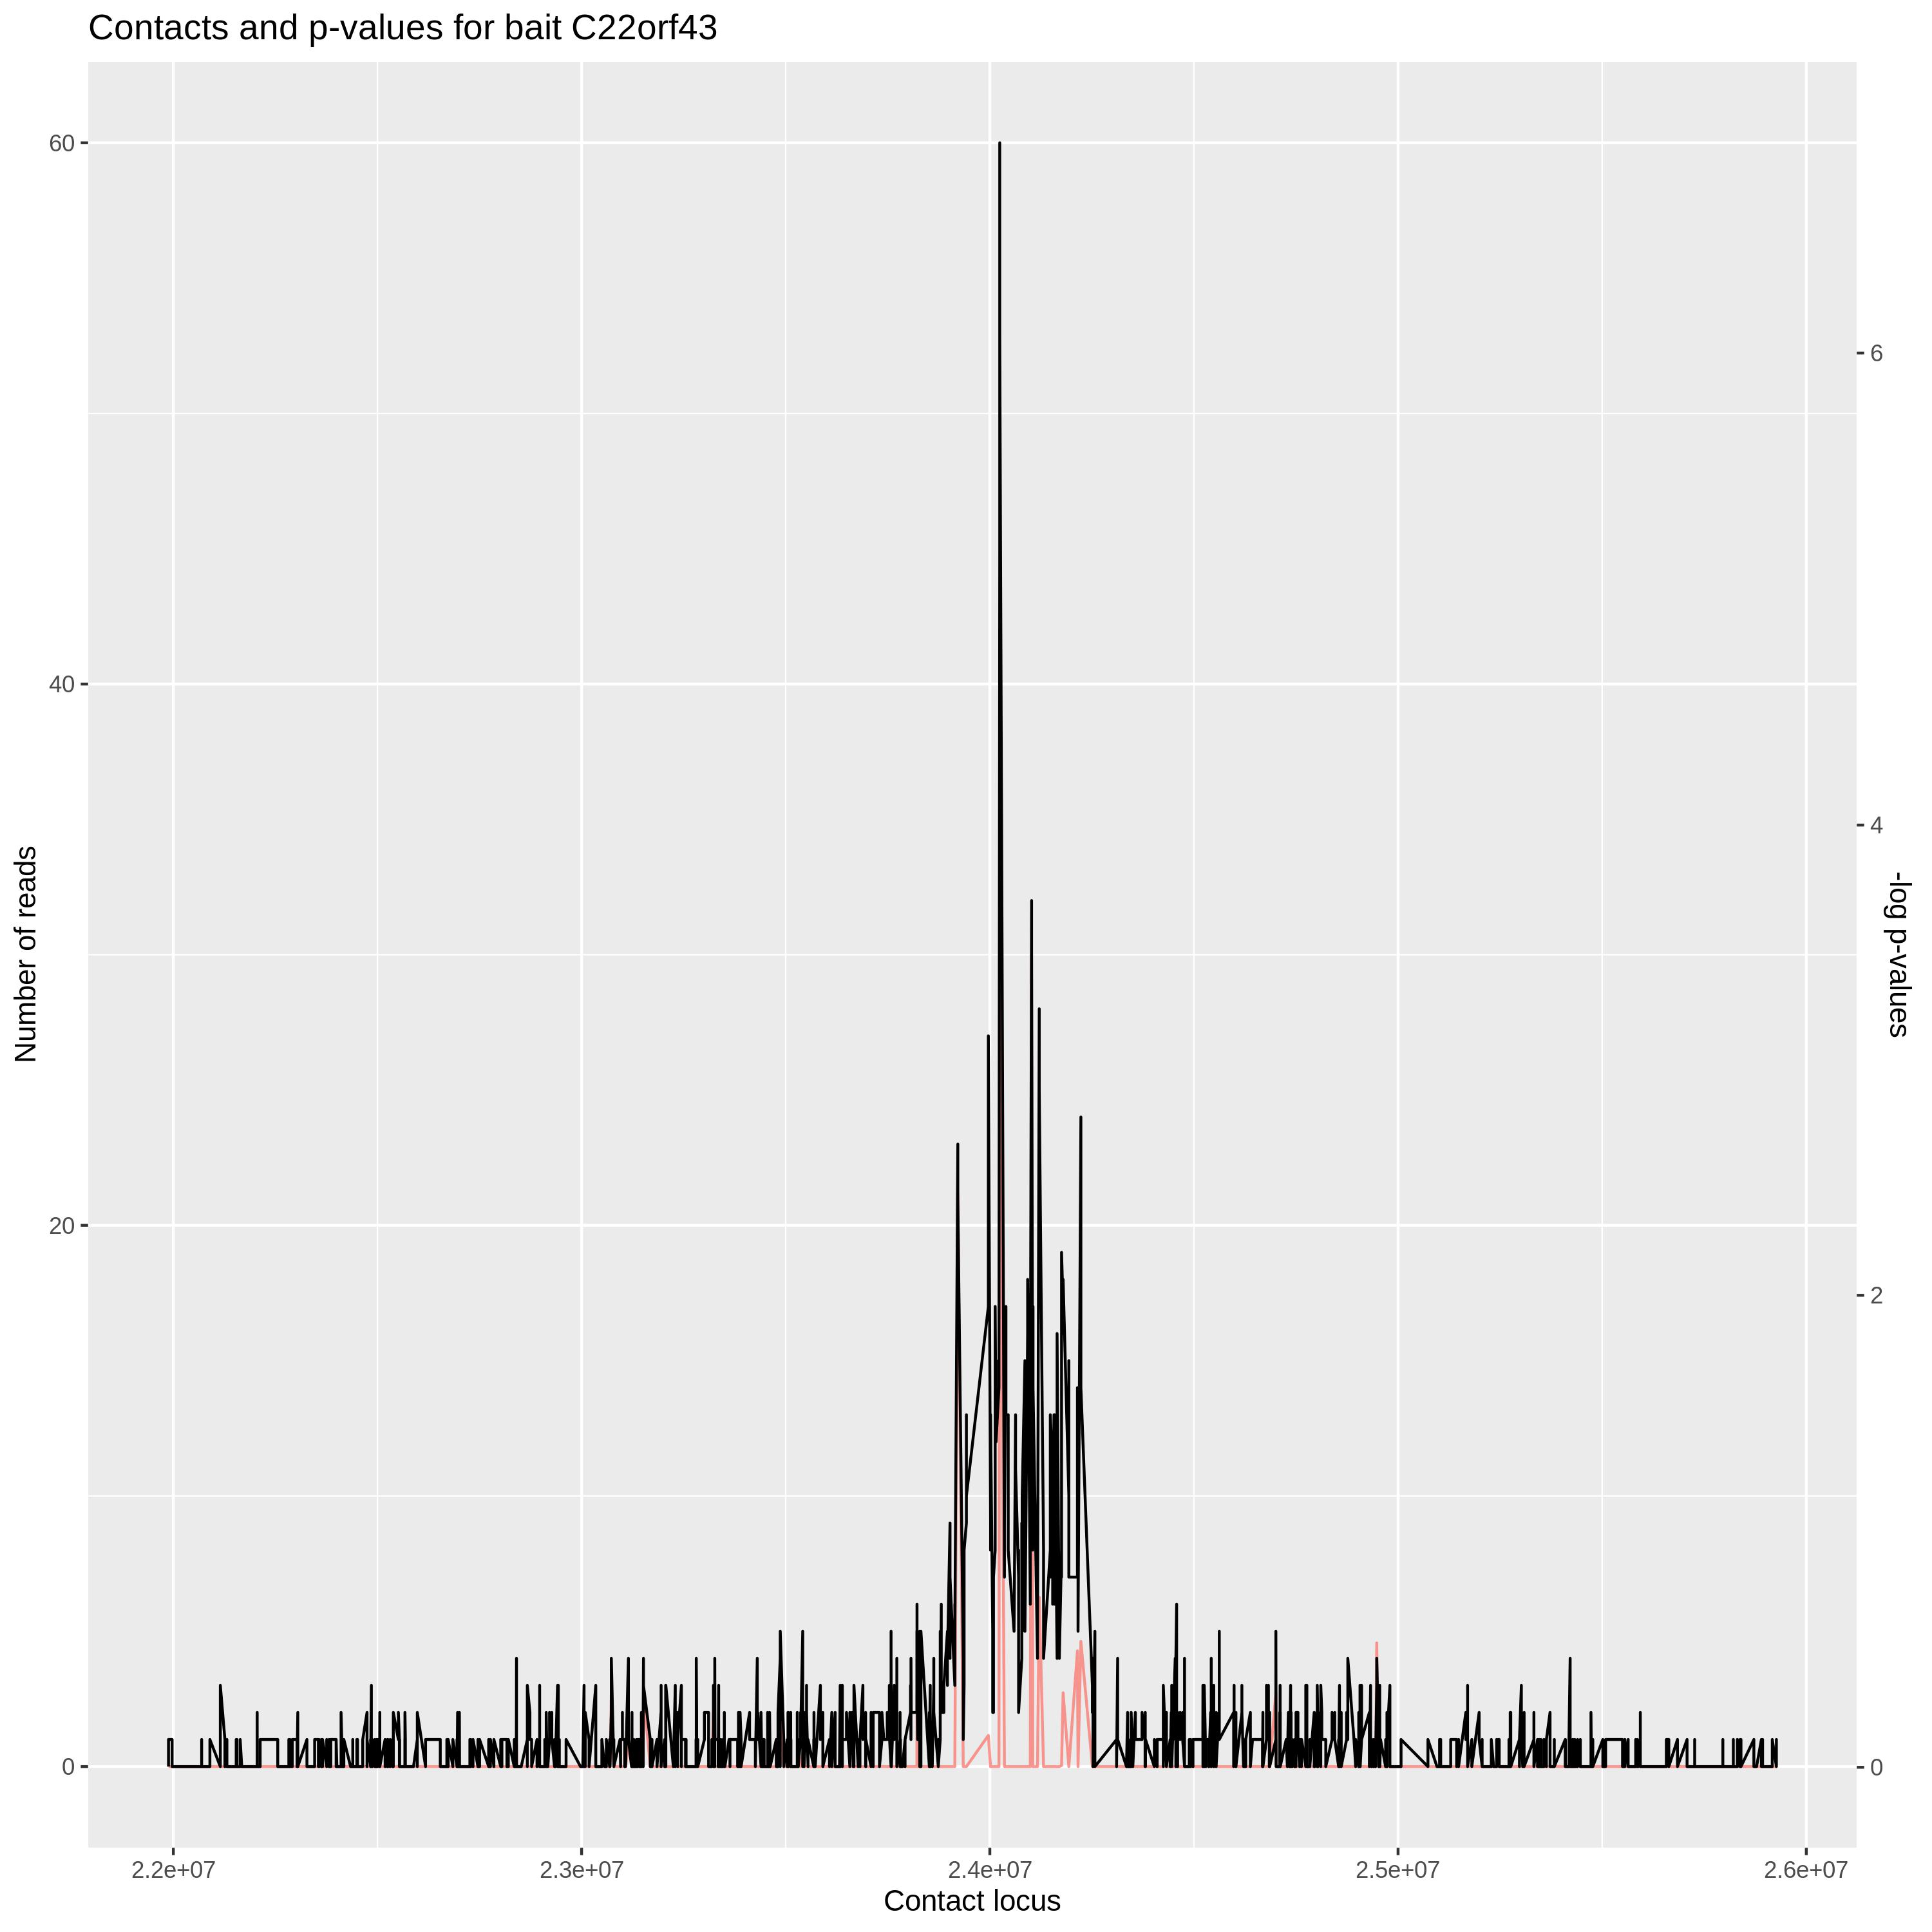 Contacts and p-values for bait C22orf43
60
40
20
0
Number of reads
6
4
2
0
-log p-values
2.2e+07 2.3e+07 2.4e+07 2.5e+07 2.6e+07
Contact locus